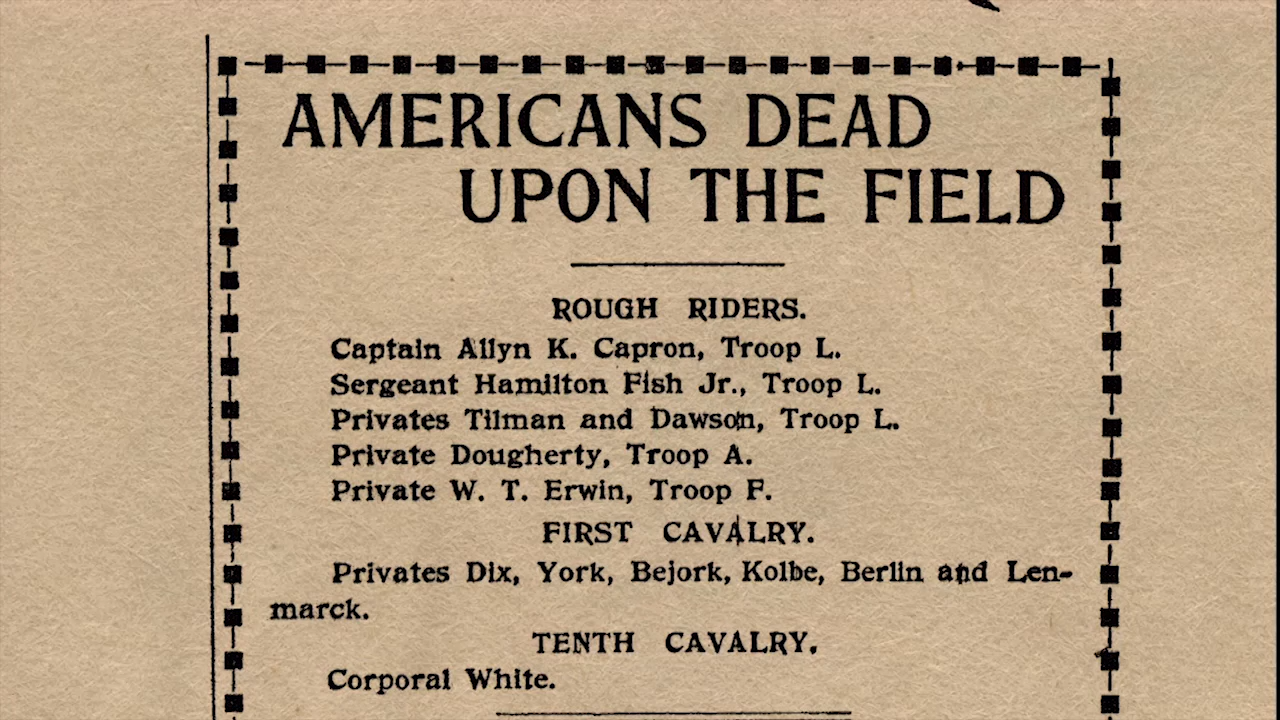 AMERICANS DEAD
UPON THE FIELD
ROUGH RIDERS.
Captain Allyn K. Capron, Troop L.
Sergeant Hamilton Fish Jr., Troop L.
Privates Tilman and Dawson, Troop L.
Private Dougherty, Troop A.
Private W. T. Erwin, Troop F.
FIRST CAVALRY.
Privates Dix, York, Bejork, Kolbe, Berlin and Len-
marck.
TENTH CAVALRY.
Corporal White.